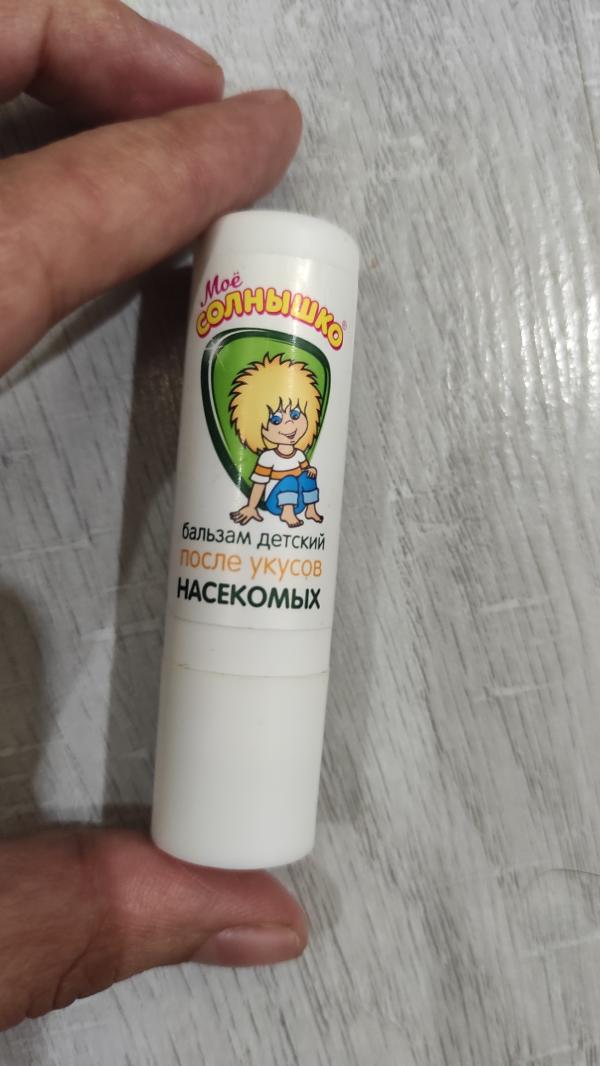 Моё
СОЛНЫШКО®
бальзам детский
после укусов
НАСЕКОМЫХ